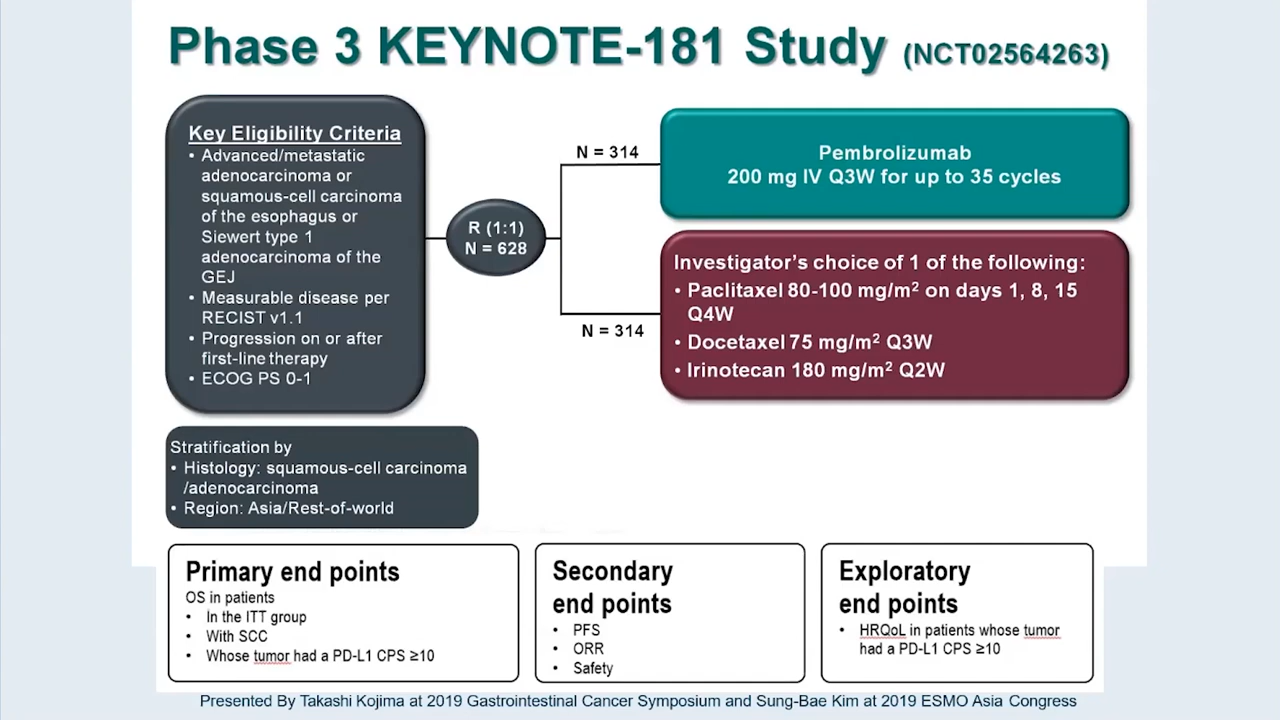 Phase 3 KEYNOTE-181 Study (NCT02564263)
Key Eligibility Criteria
• Advanced/metastatic
adenocarcinoma or
squamous-cell carcinoma
of the esophagus or
Siewert type 1
adenocarcinoma of the
GEJ
• Measurable disease per
RECIST v1.1
• Progression on or after
first-line therapy
• ECOG PS 0-1
R (1:1)
N = 628
N = 314
N = 314
Pembrolizumab
200 mg IV Q3W for up to 35 cycles
Investigator's choice of 1 of the following:
• Paclitaxel 80-100 mg/m² on days 1, 8, 15
Q4W
• Docetaxel 75 mg/m² Q3W
• Irinotecan 180 mg/m² Q2W
Stratification by
• Histology: squamous-cell carcinoma
/adenocarcinoma
• Region: Asia/Rest-of-world
Primary end points
OS in patients
• In the ITT group
• With SCC
• Whose tumor had a PD-L1 CPS ≥10
Secondary
end points
• PFS
• ORR
• Safety
Exploratory
end points
• HRQoL in patients whose tumor
had a PD-L1 CPS ≥10
Presented By Takashi Kojima at 2019 Gastrointestinal Cancer Symposium and Sung-Bae Kim at 2019 ESMO Asia Congress